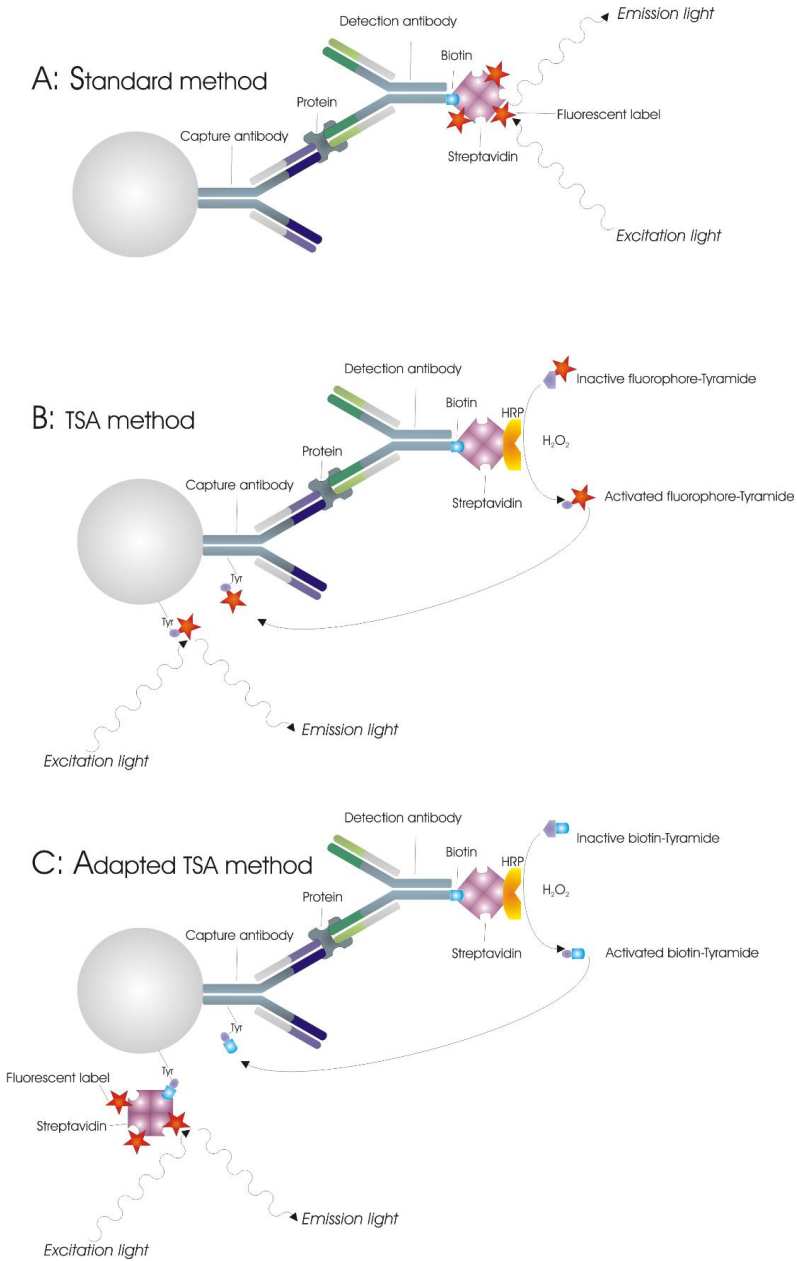 Detection antibody
Emission light
A: Standard method
Biotin
Protein
Fluorescent label
Capture antibody
Streptavidin
Excitation light
Detection antibody
Inactive fluorophore-Tyramide
B: TSA method
Biotin
HRP
H₂O₂
Protein
Capture antibody
Streptavidin
Activated fluorophore-Tyramide
Tyr
Tyr
Emission light
Excitation light
Detection antibody
Inactive biotin-Tyramide
C: Adapted TSA method
Biotin
HRP
H₂O₂
Protein
Capture antibody
Streptavidin
Activated biotin-Tyramide
Tyr
Tyr
Fluorescent label
Streptavidin
Emission light
Excitation light